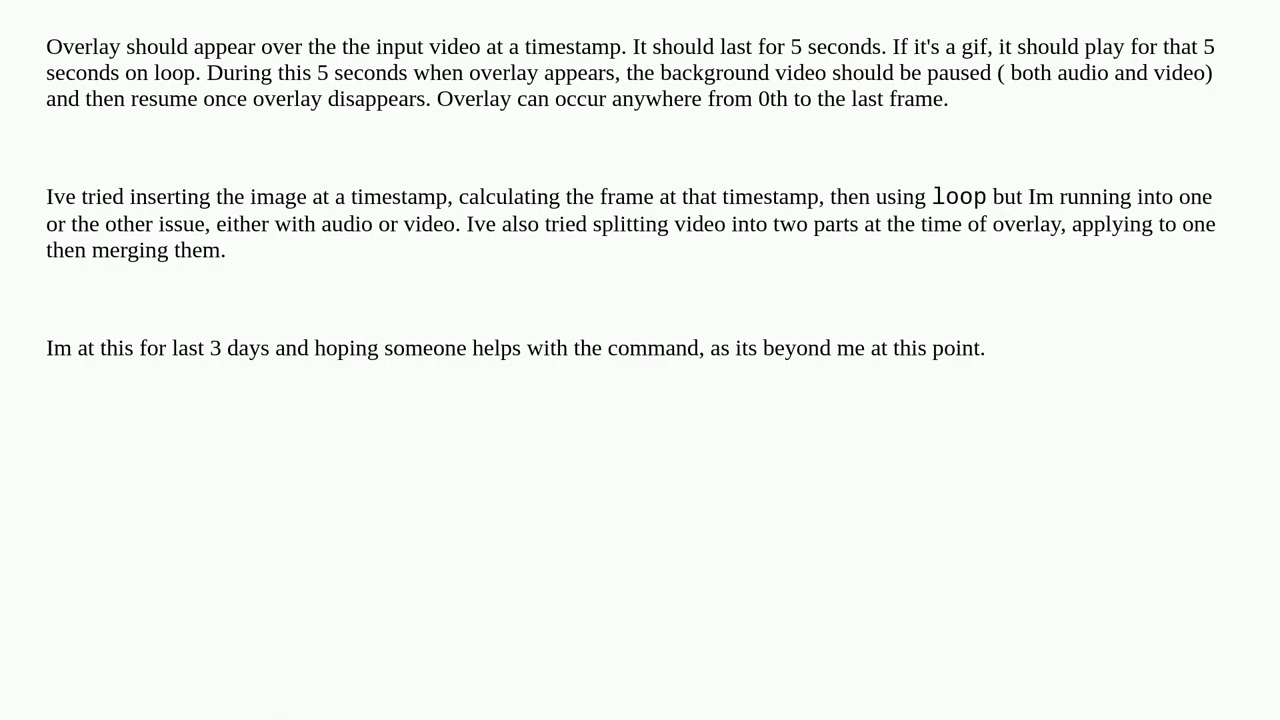 Overlay should appear over the the input video at a timestamp. It should last for 5 seconds. If it's a gif, it should play for that 5
seconds on loop. During this 5 seconds when overlay appears, the background video should be paused ( both audio and video)
and then resume once overlay disappears. Overlay can occur anywhere from 0th to the last frame.
Ive tried inserting the image at a timestamp, calculating the frame at that timestamp, then using loop but Im running into one
or the other issue, either with audio or video. Ive also tried splitting video into two parts at the time of overlay, applying to one
then merging them.
Im at this for last 3 days and hoping someone helps with the command, as its beyond me at this point.